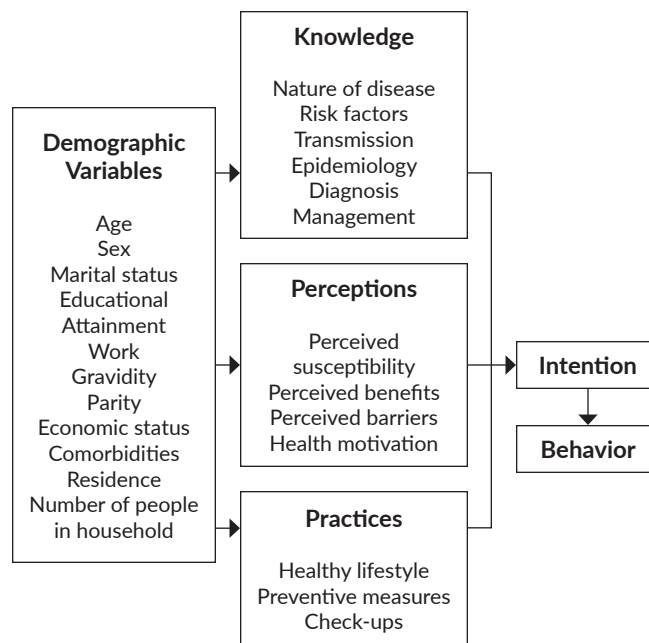 Demographic
Variables
Age
Sex
Marital status
Educational
Attainment
Work
Gravidity
Parity
Economic status
Comorbidities
Residence
Number of people
in household
Knowledge
Nature of disease
Risk factors
Transmission
Epidemiology
Diagnosis
Management
Perceptions
Perceived
susceptibility
Perceived benefits
Perceived barriers
Health motivation
Practices
Healthy lifestyle
Preventive measures
Check-ups
Intention
Behavior